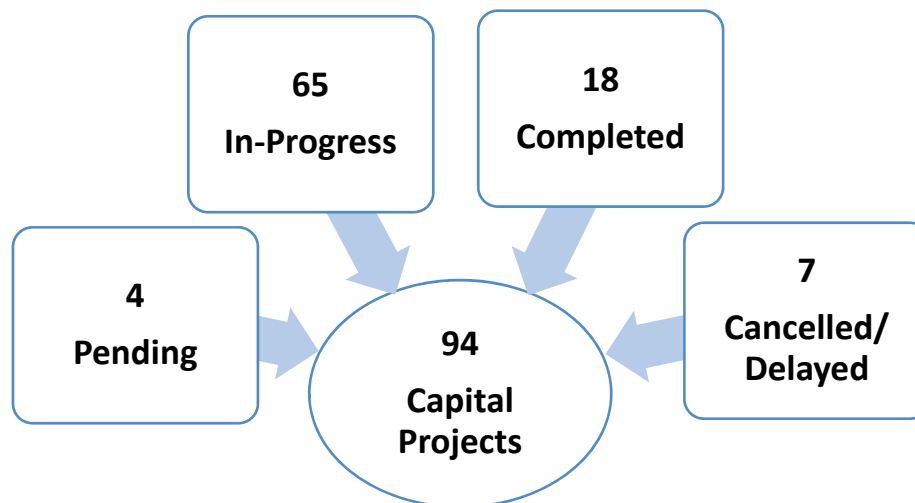 65
In-Progress
18
Completed
4
Pending
7
Cancelled/
Delayed
94
Capital
Projects